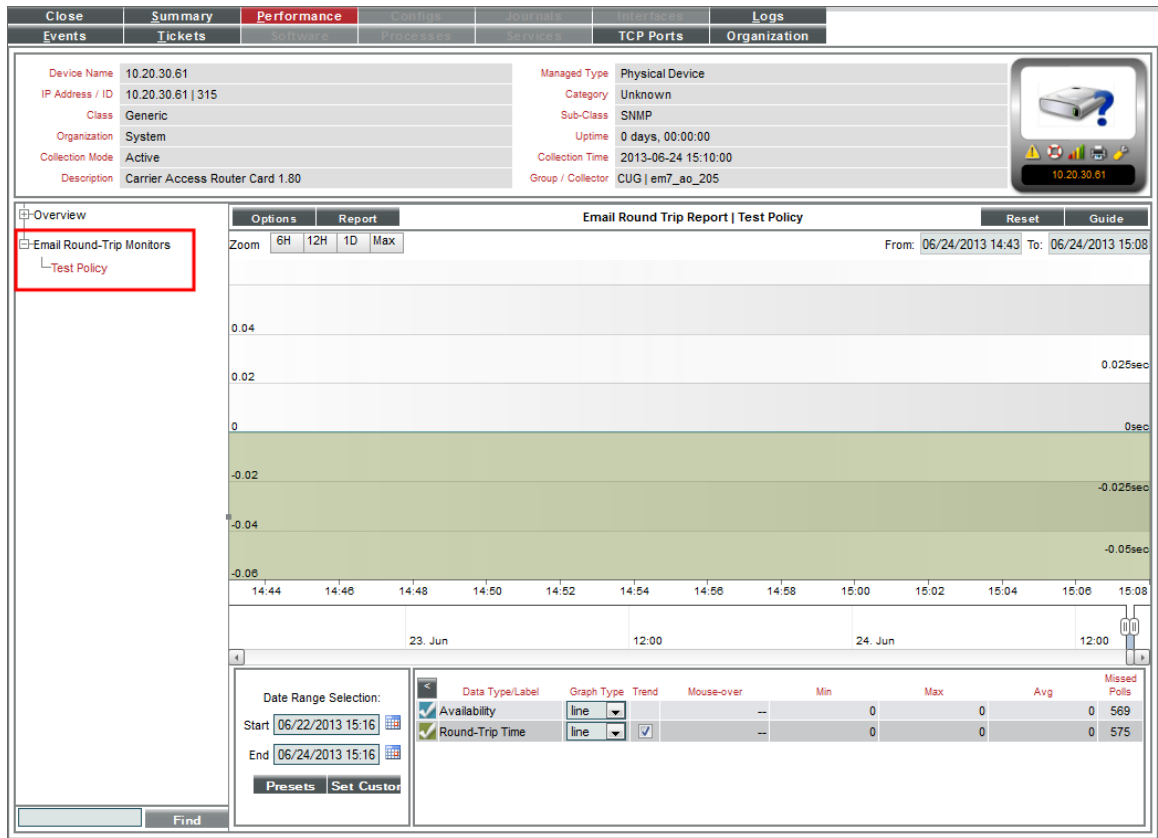 Close Summary Performance Configs Journals Interfaces Logs
Events Tickets Software Processes Services TCP Ports Organization
Device Name 10.20.30.61 Managed Type Physical Device
IP Address / ID 10.20.30.61 | 315 Category Unknown
Class Generic Sub-Class SNMP
Organization System Uptime 0 days, 00:00:00
Collection Mode Active Collection Time 2013-06-24 15:10:00
Description Carrier Access Router Card 1.80 Group / Collector CUG | em7_ao_205
10.20.30.61
Overview
Email Round-Trip Monitors
Test Policy
Options Report Email Round Trip Report | Test Policy Reset Guide
Zoom 6H 12H 1D Max From: 06/24/2013 14:43 To: 06/24/2013 15:08
0.04
0.025sec
0.02
0 0sec
-0.02
-0.025sec
-0.04
-0.05sec
-0.06
14:44 14:46 14:48 14:50 14:52 14:54 14:56 14:58 15:00 15:02 15:04 15:06 15:08
23. Jun 12:00 24. Jun 12:00
Date Range Selection:
Start 06/22/2013 15:16
End 06/24/2013 15:16
Presets Set Custor
< Data Type/Label Graph Type Trend Mouse-over Min Max Avg Missed Polls
Availability line -- 0 0 0 569
Round-Trip Time line -- 0 0 0 575
Find